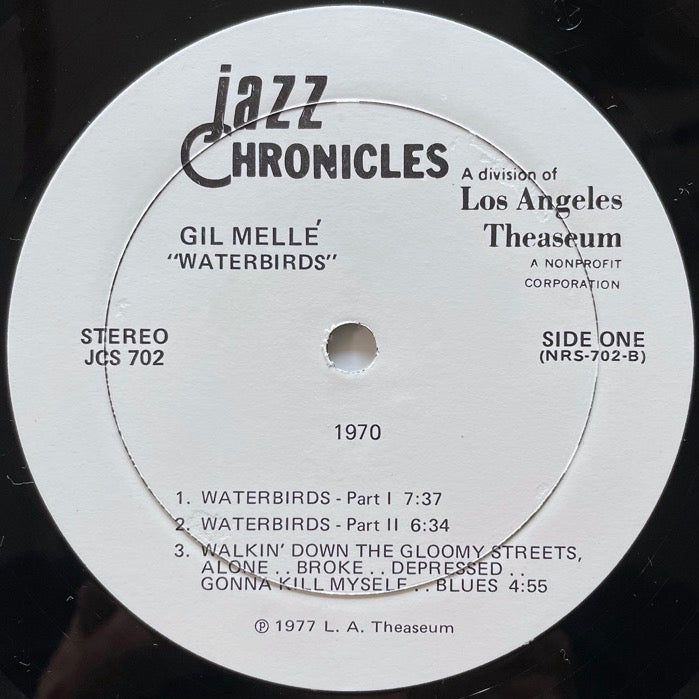 jazz
CHRONICLES
A division of
Los Angeles
Theaseum
A NONPROFIT
CORPORATION
GIL MELLÉ
"WATERBIRDS"
STEREO
JCS 702
SIDE ONE
(NRS-702-B)
1970
1. WATERBIRDS - Part I 7:37
2. WATERBIRDS - Part II 6:34
3. WALKIN' DOWN THE GLOOMY STREETS,
ALONE . . BROKE . . DEPRESSED . .
GONNA KILL MYSELF . . BLUES 4:55
℗ 1977 L. A. Theaseum